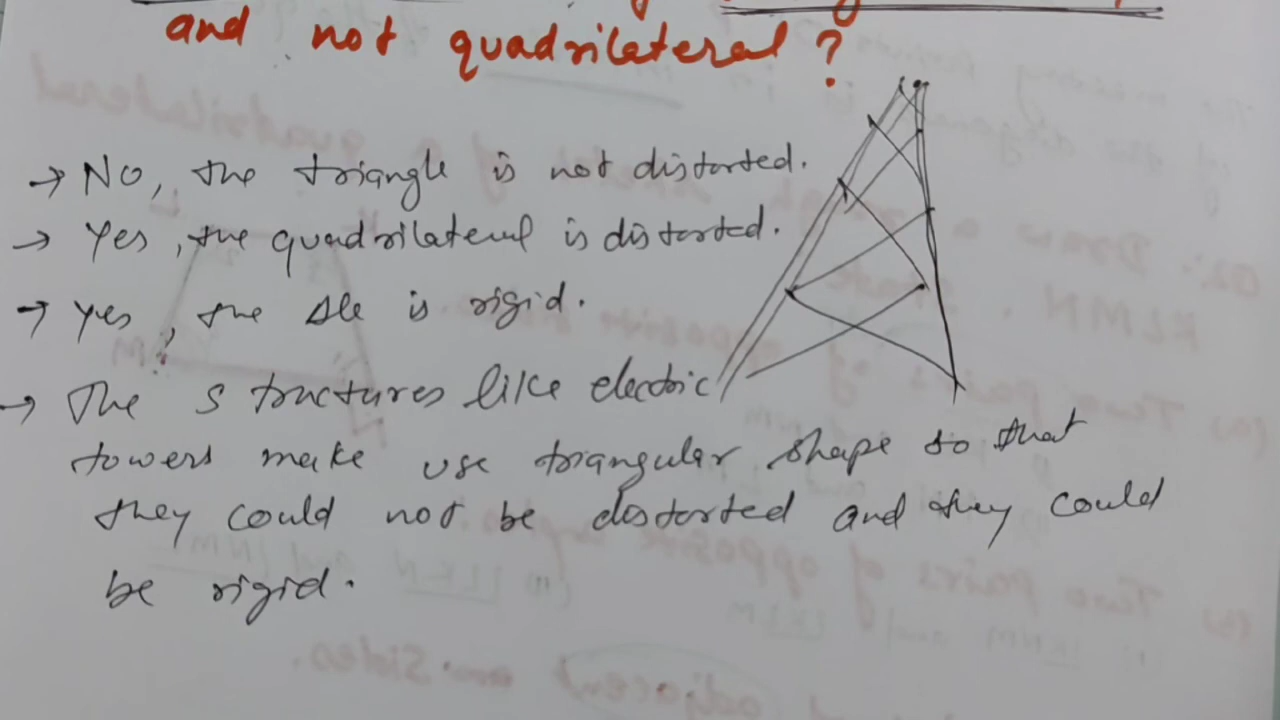 and not quadrilateral?
→ No, the triangle is not distorted.
→ Yes, the quadrilateral is distorted.
→ Yes, the Δle is rigid.
→ The structures like electric
towers make use triangular shape so that
they could not be distorted and they could
be rigid.